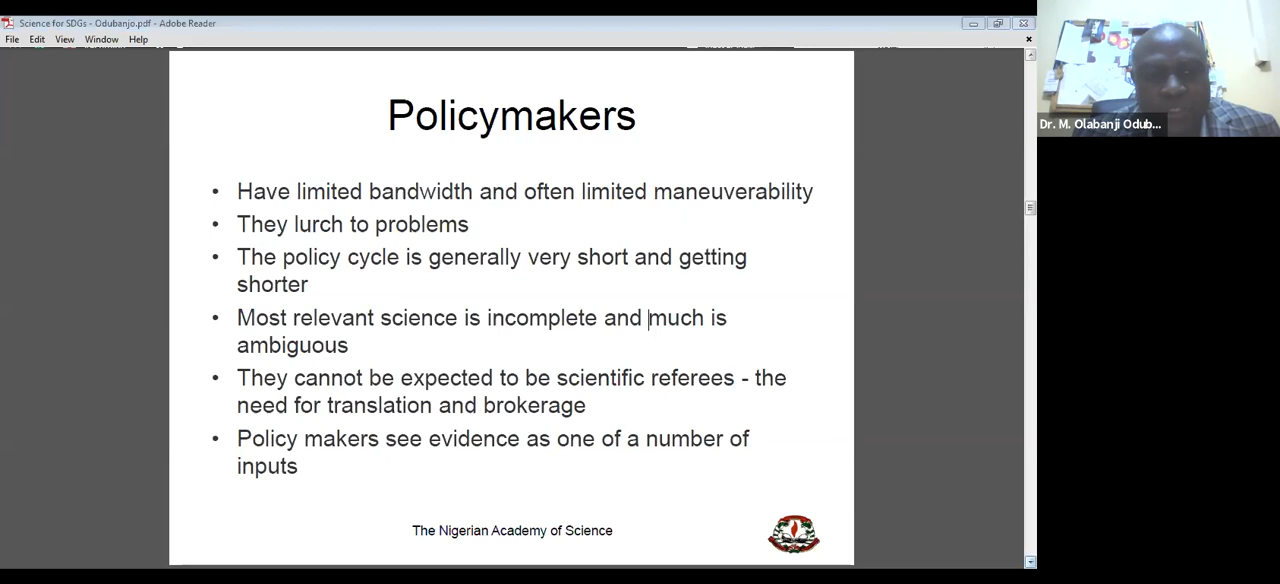 Science for SDGs - Odubanjo.pdf - Adobe Reader
File Edit View Window Help
Policymakers
• Have limited bandwidth and often limited maneuverability
• They lurch to problems
• The policy cycle is generally very short and getting
shorter
• Most relevant science is incomplete and much is
ambiguous
• They cannot be expected to be scientific referees - the
need for translation and brokerage
• Policy makers see evidence as one of a number of
inputs
The Nigerian Academy of Science
Dr. M. Olabanji Odub...